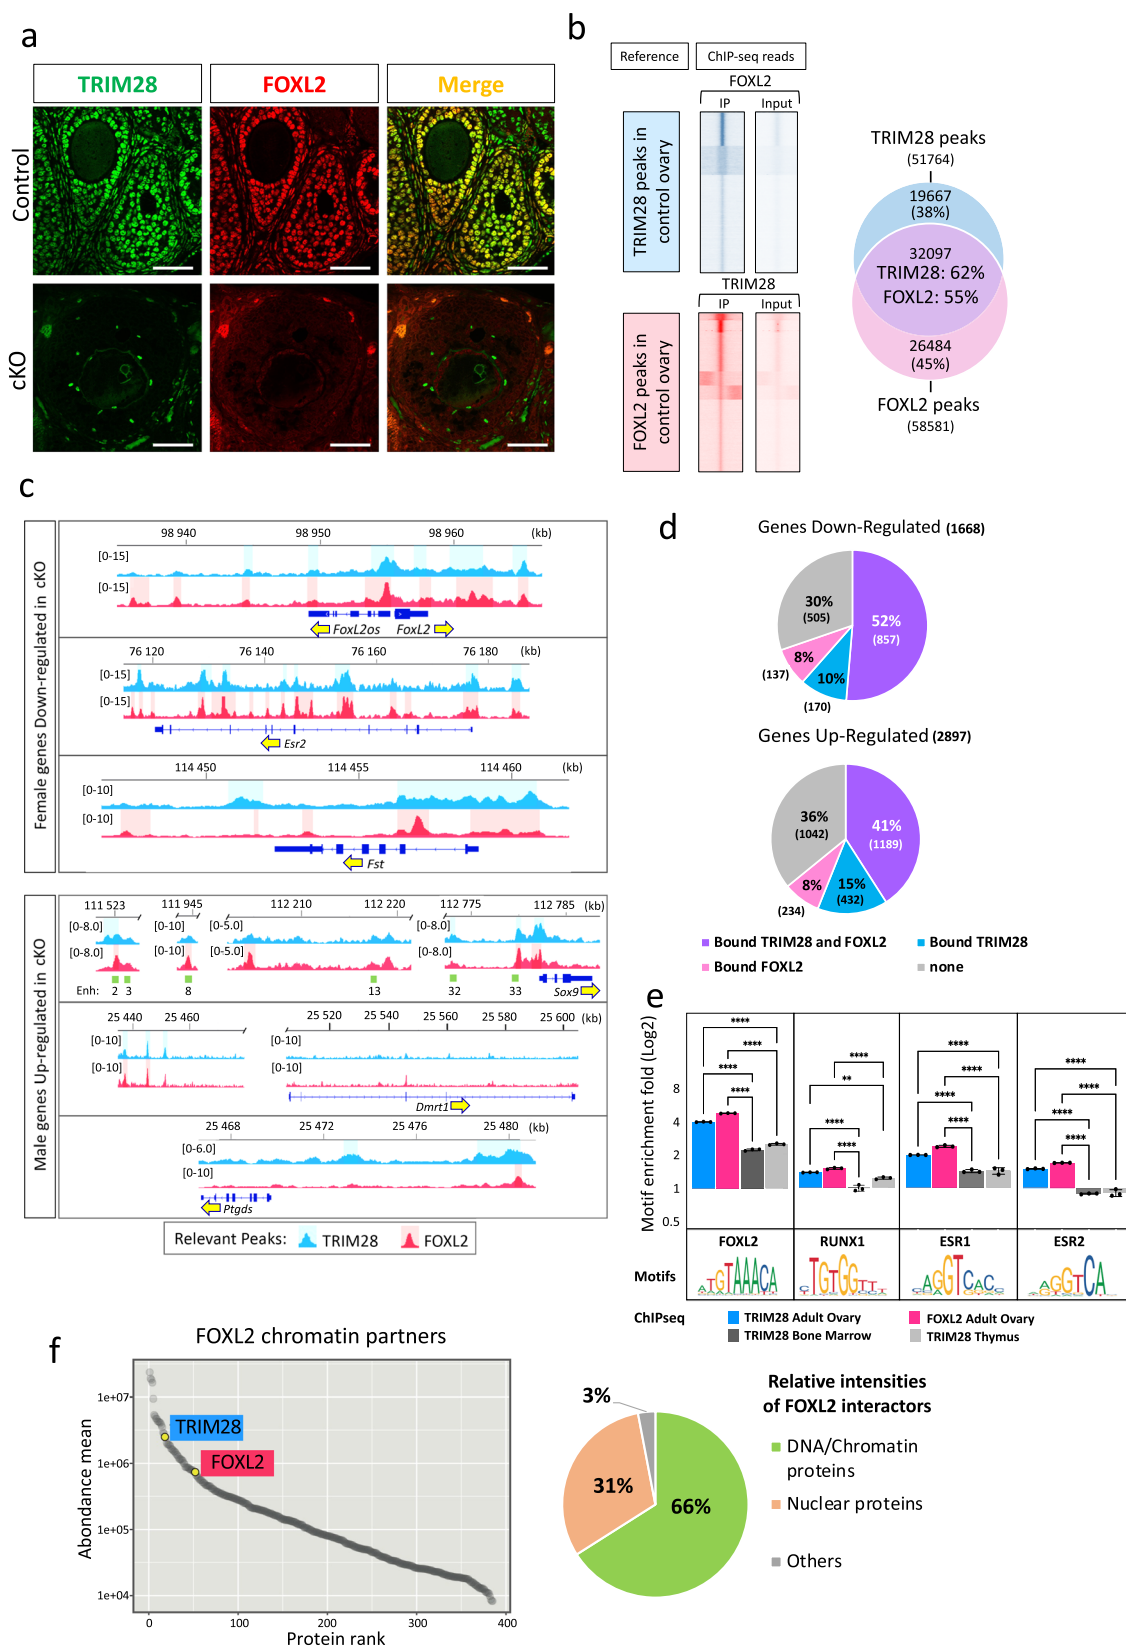 a
TRIM28
FOXL2
Merge
Control
cKO
b
Reference
ChIP-seq reads
FOXL2
IP
Input
TRIM28 peaks in
control ovary
TRIM28
IP
Input
FOXL2 peaks in
control ovary
TRIM28 peaks
(51764)
19667
(38%)
32097
TRIM28: 62%
FOXL2: 55%
26484
(45%)
FOXL2 peaks
(58581)
c
Female genes Down-regulated in cKO
98 940
98 950
98 960
(kb)
[0-15]
[0-15]
FoxL2os
FoxL2
76 120
76 140
76 160
76 180
(kb)
[0-15]
[0-15]
Esr2
114 450
114 455
114 460
(kb)
[0-10]
[0-10]
Fst
Male genes Up-regulated in cKO
111 523
111 945
112 210
112 220
112 775
112 785
(kb)
[0-8.0]
[0-10]
[0-5.0]
[0-8.0]
[0-8.0]
[0-10]
[0-5.0]
[0-8.0]
Enh:
2
3
8
13
32
33
Sox9
25 440
25 460
25 520
25 540
25 560
25 580
25 600
(kb)
[0-10]
[0-10]
[0-10]
[0-10]
Dmrt1
25 468
25 472
25 476
25 480
(kb)
[0-6.0]
[0-10]
Ptgds
Relevant Peaks:
TRIM28
FOXL2
d
Genes Down-Regulated (1668)
30%
(505)
52%
(857)
8%
(137)
10%
(170)
Genes Up-Regulated (2897)
36%
(1042)
41%
(1189)
8%
(234)
15%
(432)
Bound TRIM28 and FOXL2
Bound TRIM28
Bound FOXL2
none
e
Motif enrichment fold (Log2)
8
4
2
1
0.5
****
****
****
****
****
**
****
****
****
****
****
****
****
****
****
****
FOXL2
RUNX1
ESR1
ESR2
Motifs
ChIPseq
TRIM28 Adult Ovary
FOXL2 Adult Ovary
TRIM28 Bone Marrow
TRIM28 Thymus
f
FOXL2 chromatin partners
Abondance mean
1e+07
1e+06
1e+05
1e+04
TRIM28
FOXL2
0
100
200
300
400
Protein rank
3%
31%
66%
Relative intensities
of FOXL2 interactors
DNA/Chromatin
proteins
Nuclear proteins
Others